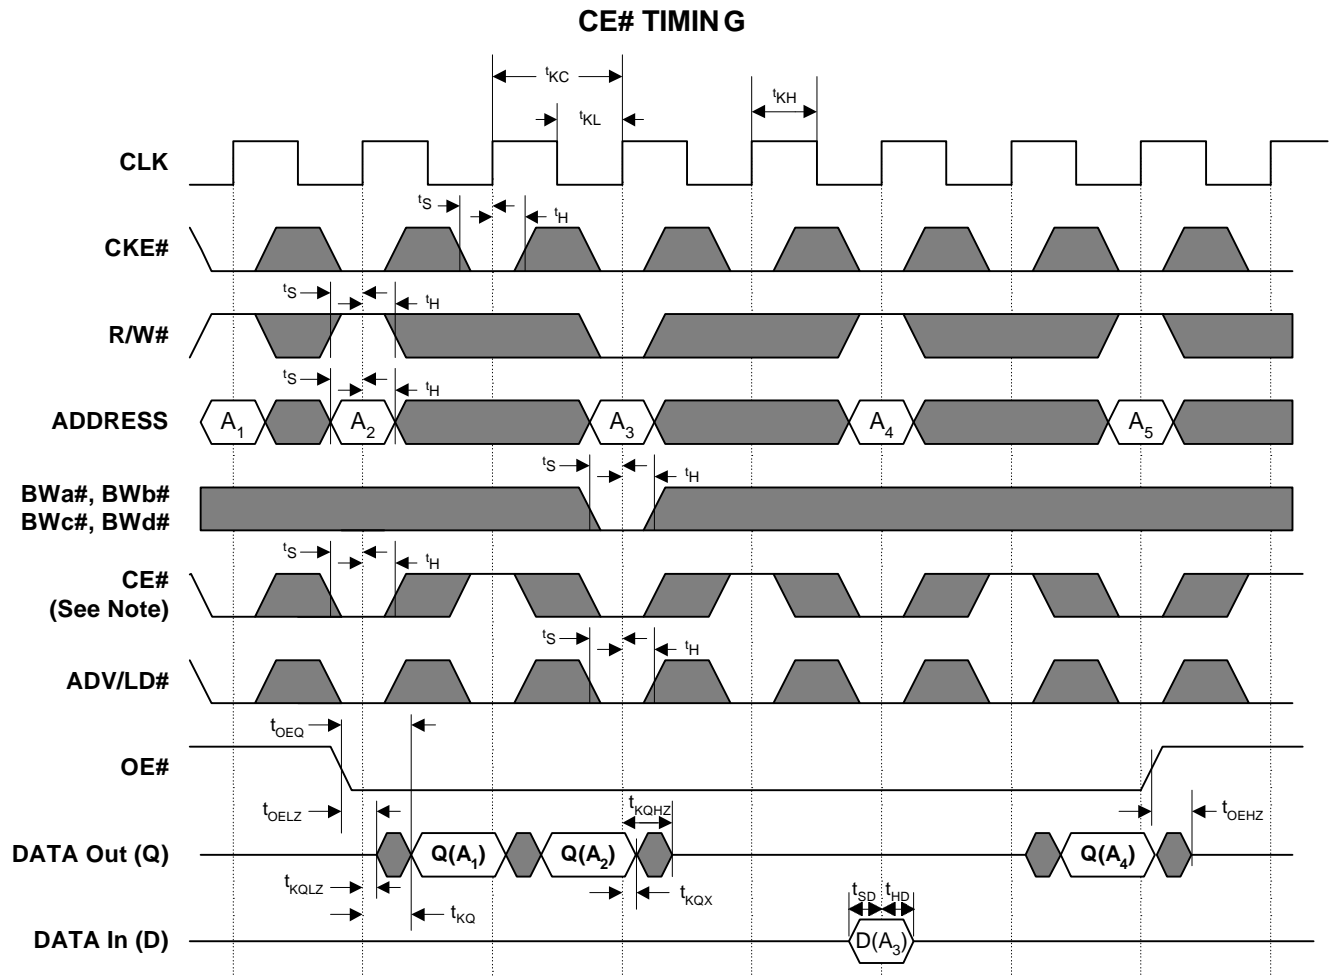 CE# TIMING
tKC
tKL
tKH
CLK
tS
tH
CKE#
tS
tH
R/W#
tS
tH
ADDRESS
A1
A2
A3
A4
A5
tS
tH
BWa#, BWb#
BWc#, BWd#
tS
tH
CE#
(See Note)
tS
tH
ADV/LD#
tOEQ
OE#
tOELZ
tKQHZ
tOEHZ
DATA Out (Q)
Q(A1)
Q(A2)
Q(A4)
tKQLZ
tKQX
tKQ
tSD
tHD
DATA In (D)
D(A3)